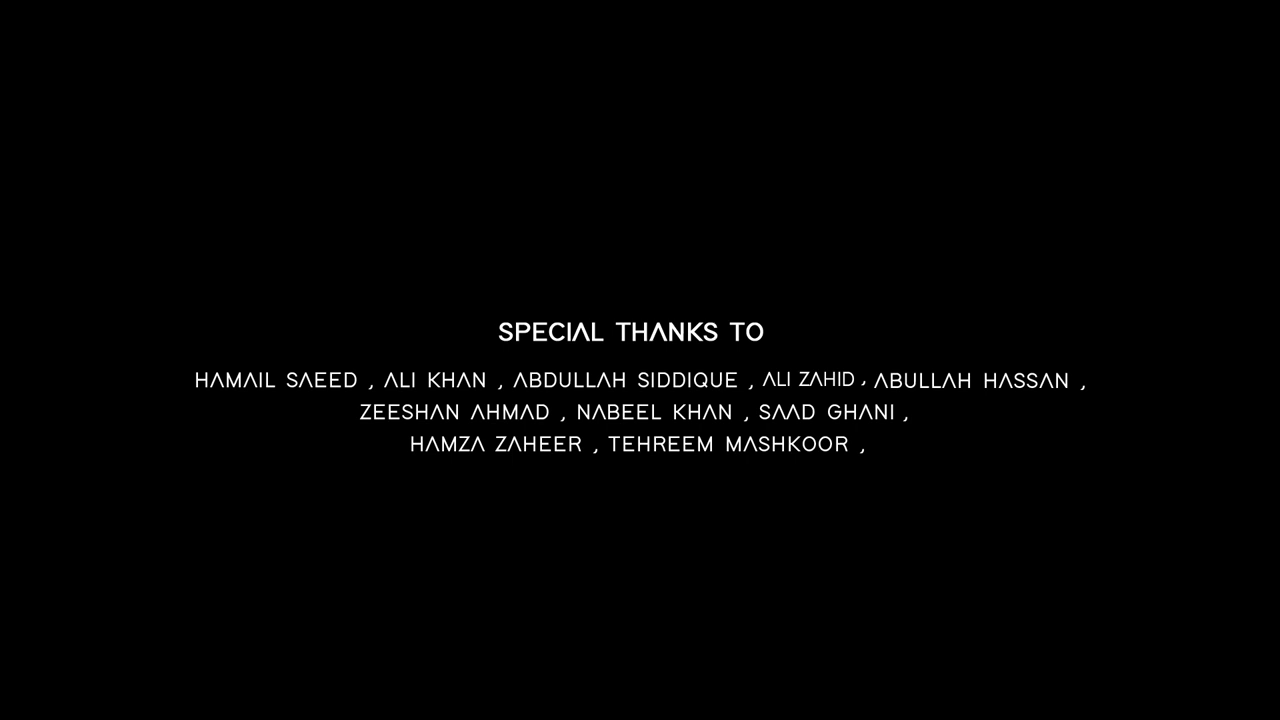 SPECIAL THANKS TO
HAMAIL SAEED , ALI KHAN , ABDULLAH SIDDIQUE , ALI ZAHID , ABULLAH HASSAN ,
ZEESHAN AHMAD , NABEEL KHAN , SAAD GHANI ,
HAMZA ZAHEER , TEHREEM MASHKOOR ,